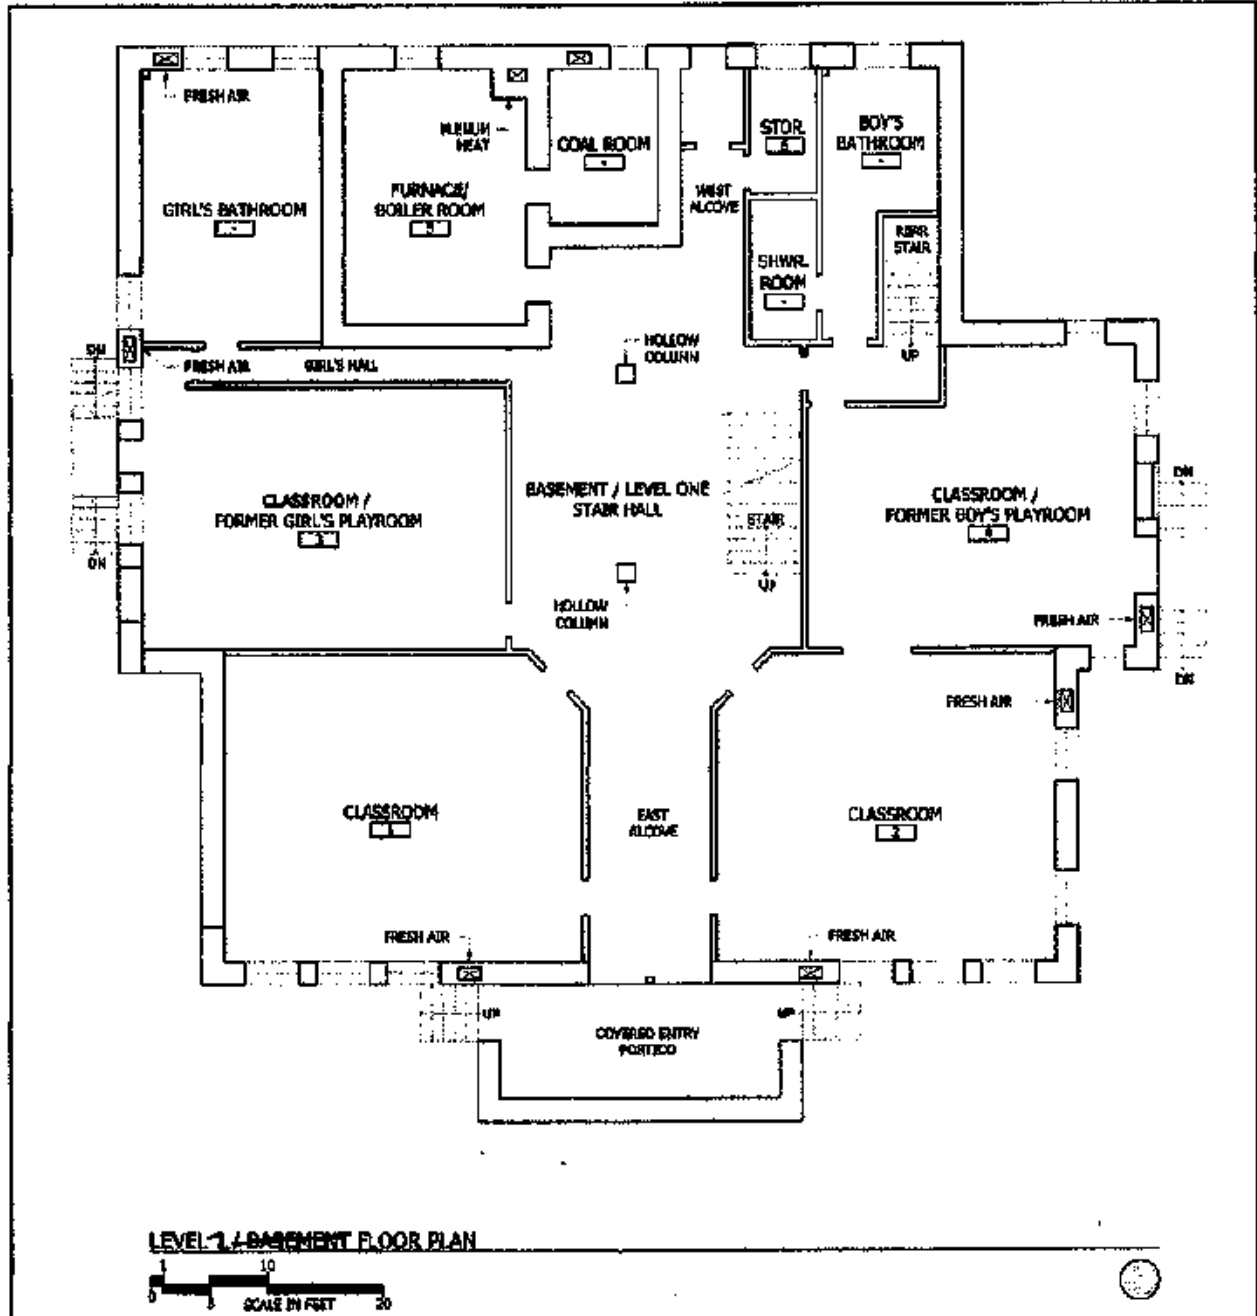 FRESH AIR
PLENUM
HEAT
COAL ROOM
STOR.
BOY'S
BATHROOM
GIRL'S BATHROOM
FURNACE/
BOILER ROOM
WEST
ALCOVE
REAR
STAIR
SHWR.
ROOM
UP
DN
FRESH AIR
GIRL'S HALL
HOLLOW
COLUMN
CLASSROOM /
FORMER GIRL'S PLAYROOM
3
BASEMENT / LEVEL ONE
STAIR HALL
STAIR
UP
CLASSROOM /
FORMER BOY'S PLAYROOM
DN
DN
HOLLOW
COLUMN
FRESH AIR
DN
FRESH AIR
CLASSROOM
1
EAST
ALCOVE
CLASSROOM
2
FRESH AIR
FRESH AIR
UP
UP
COVERED ENTRY
PORTICO
LEVEL 1 / BASEMENT FLOOR PLAN
1 10
0 5 SCALE IN FEET 20